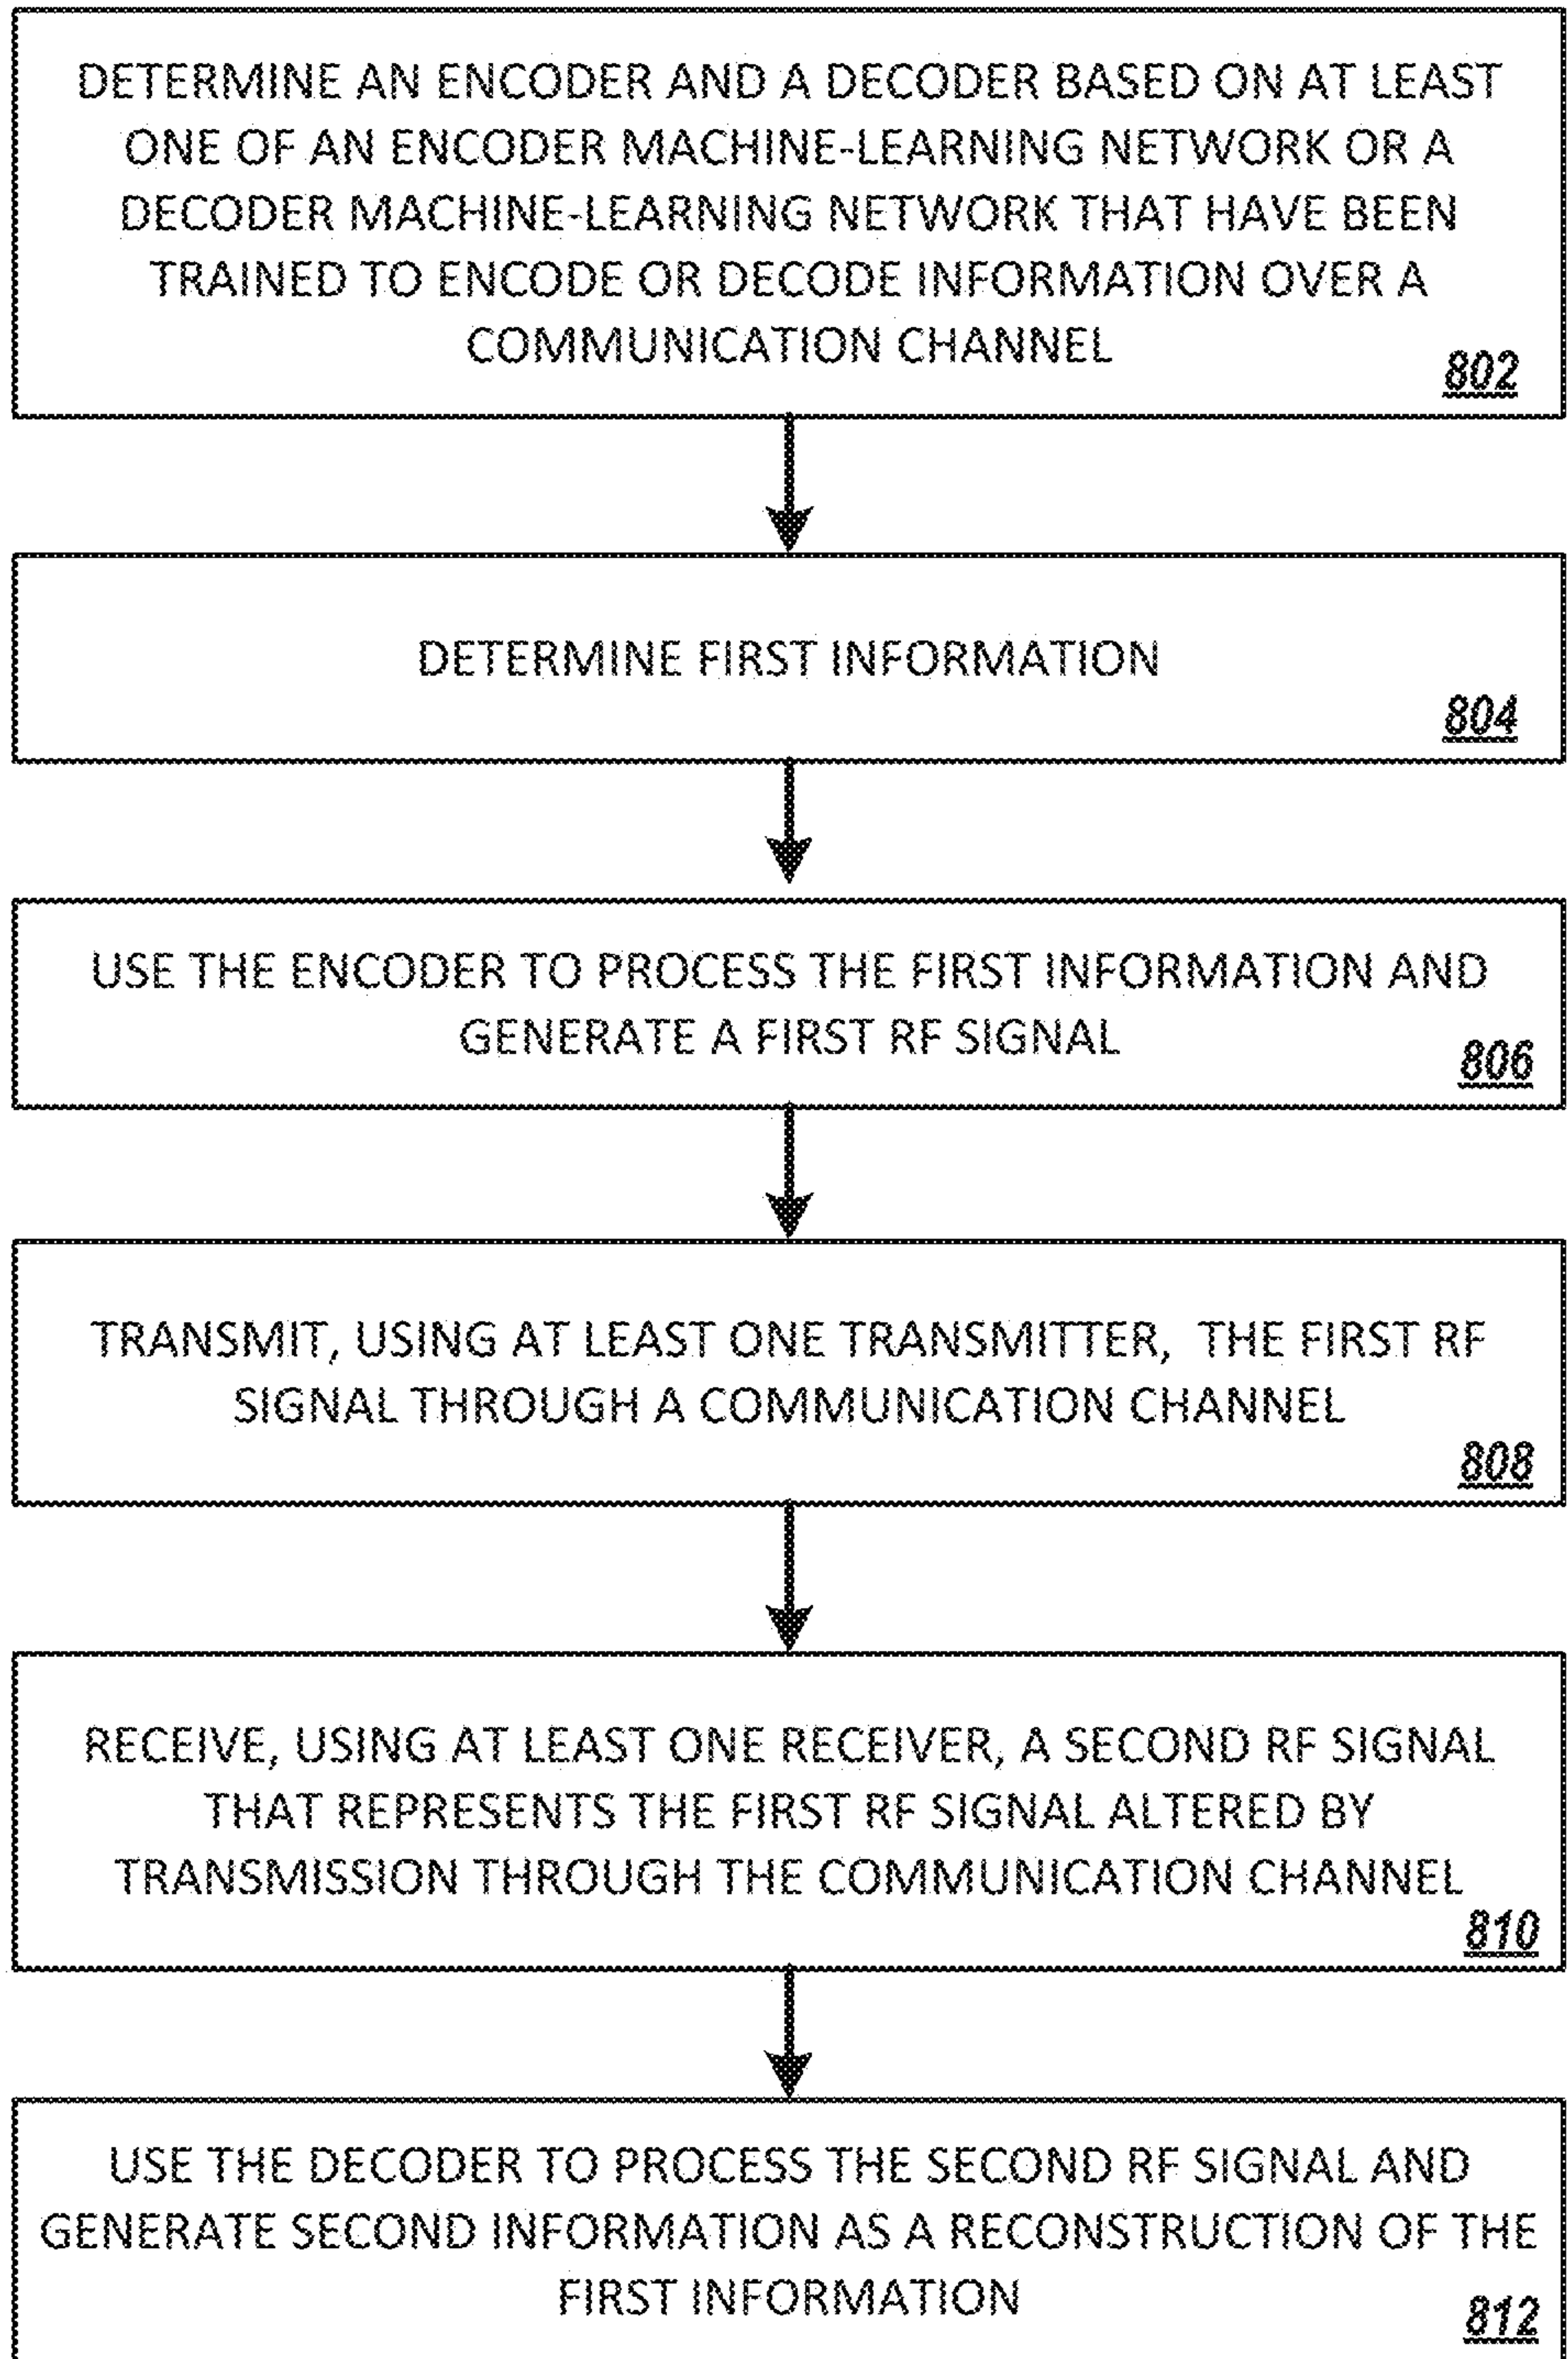 DETERMINE AN ENCODER AND A DECODER BASED ON AT LEAST
ONE OF AN ENCODER MACHINE-LEARNING NETWORK OR A
DECODER MACHINE-LEARNING NETWORK THAT HAVE BEEN
TRAINED TO ENCODE OR DECODE INFORMATION OVER A
COMMUNICATION CHANNEL
802
DETERMINE FIRST INFORMATION
804
USE THE ENCODER TO PROCESS THE FIRST INFORMATION AND
GENERATE A FIRST RF SIGNAL
806
TRANSMIT, USING AT LEAST ONE TRANSMITTER, THE FIRST RF
SIGNAL THROUGH A COMMUNICATION CHANNEL
808
RECEIVE, USING AT LEAST ONE RECEIVER, A SECOND RF SIGNAL
THAT REPRESENTS THE FIRST RF SIGNAL ALTERED BY
TRANSMISSION THROUGH THE COMMUNICATION CHANNEL
810
USE THE DECODER TO PROCESS THE SECOND RF SIGNAL AND
GENERATE SECOND INFORMATION AS A RECONSTRUCTION OF THE
FIRST INFORMATION
812